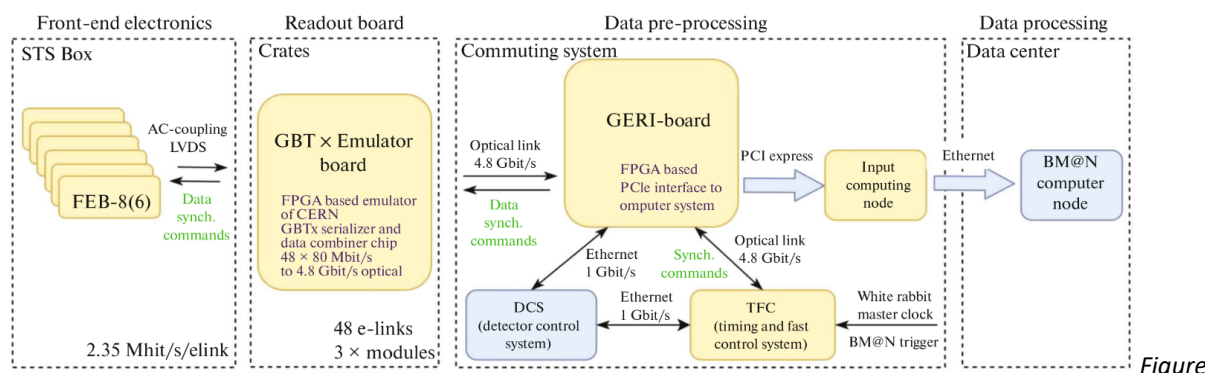 Front-end electronics
Readout board
Data pre-processing
Data processing
STS Box
Crates
Commuting system
Data center
FEB-8(6)
AC-coupling
LVDS
Data
synch.
commands
2.35 Mhit/s/elink
GBT × Emulator
board
FPGA based emulator
of CERN
GBTx serializer and
data combiner chip
48 × 80 Mbit/s
to 4.8 Gbit/s optical
48 e-links
3 × modules
Optical link
4.8 Gbit/s
Data
synch.
commands
GERI-board
FPGA based
PCIe interface to
omputer system
PCI express
Input
computing
node
Ethernet
BM@N
computer
node
Ethernet
1 Gbit/s
Synch.
commands
Optical link
4.8 Gbit/s
DCS
(detector control
system)
Ethernet
1 Gbit/s
TFC
(timing and fast
control system)
White rabbit
master clock
BM@N trigger
Figure